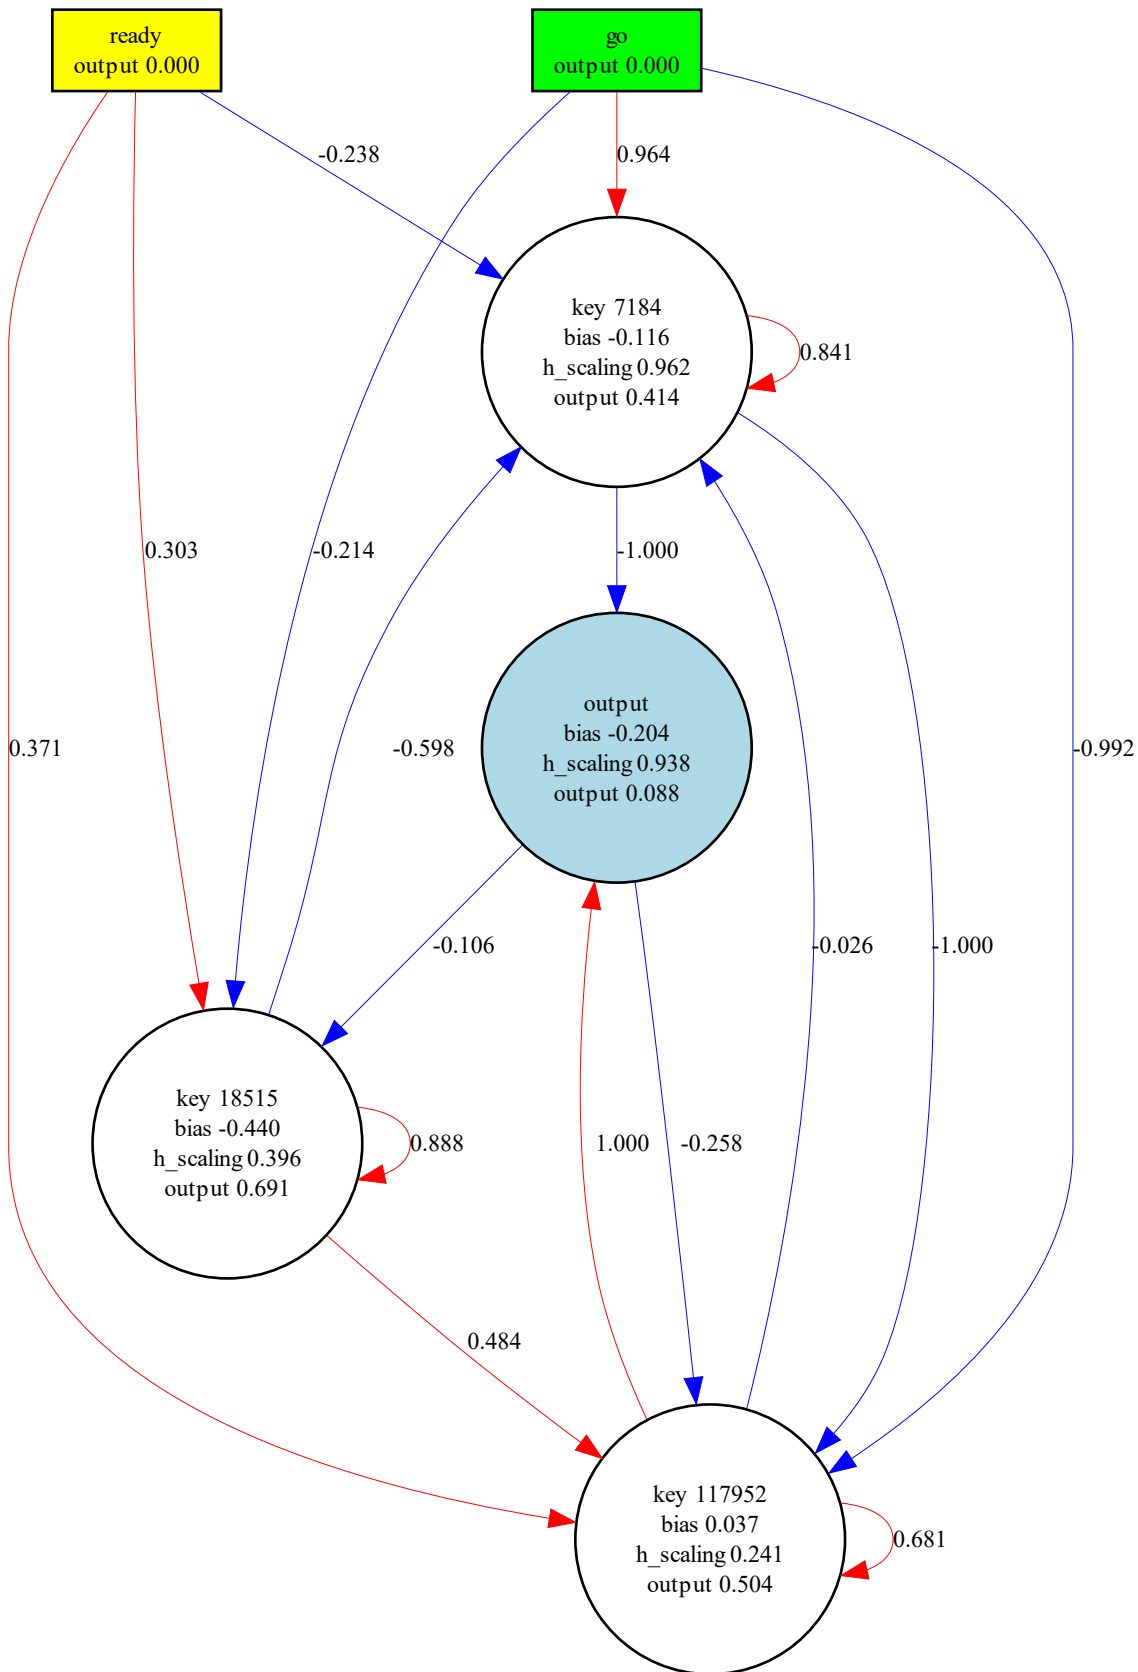 ready
output 0.000
go
output 0.000
-0.238
0.964
key 7184
bias -0.116
h_scaling 0.962
output 0.414
0.841
0.303
-0.214
-1.000
output
bias -0.204
h_scaling 0.938
output 0.088
0.371
-0.598
-0.992
-0.106
-0.026
-1.000
key 18515
bias -0.440
h_scaling 0.396
output 0.691
0.888
1.000
-0.258
0.484
key 117952
bias 0.037
h_scaling 0.241
output 0.504
0.681